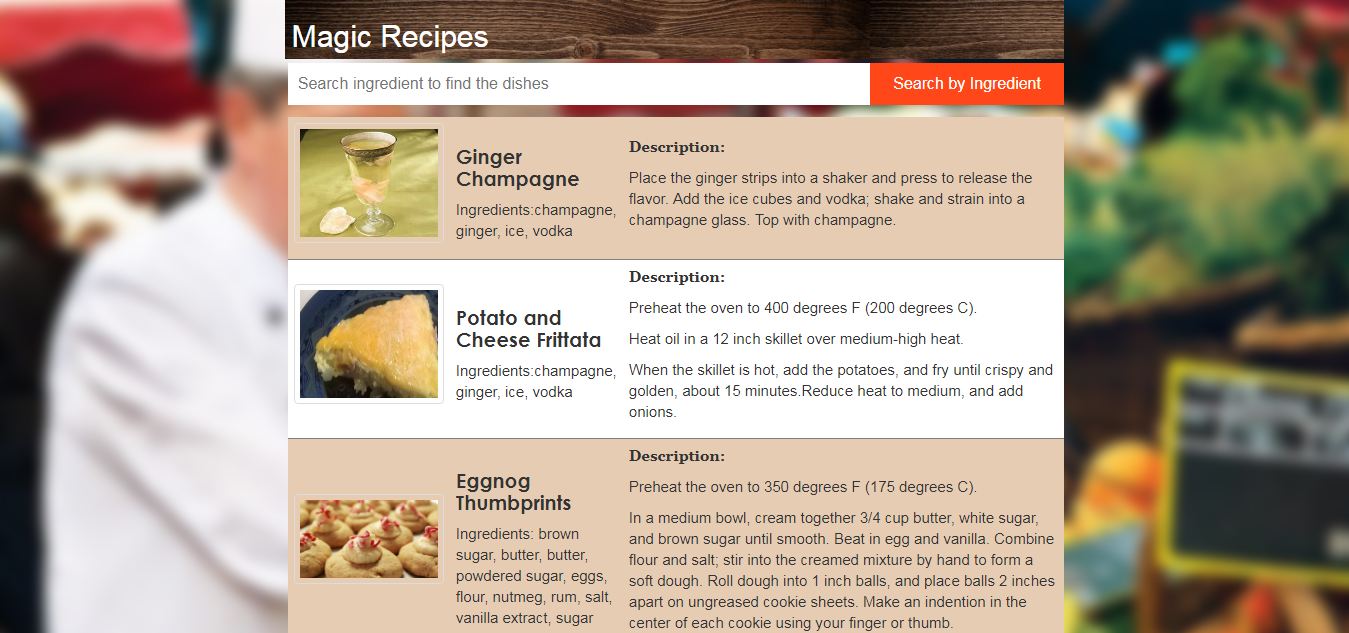 Magic Recipes
Search ingredient to find the dishes
Search by Ingredient
Ginger
Champagne
Ingredients:champagne,
ginger, ice, vodka
Description:
Place the ginger strips into a shaker and press to release the
flavor. Add the ice cubes and vodka; shake and strain into a
champagne glass. Top with champagne.
Potato and
Cheese Frittata
Ingredients:champagne,
ginger, ice, vodka
Description:
Preheat the oven to 400 degrees F (200 degrees C).
Heat oil in a 12 inch skillet over medium-high heat.
When the skillet is hot, add the potatoes, and fry until crispy and
golden, about 15 minutes.Reduce heat to medium, and add
onions.
Eggnog
Thumbprints
Ingredients: brown
sugar, butter, butter,
powdered sugar, eggs,
flour, nutmeg, rum, salt,
vanilla extract, sugar
Description:
Preheat the oven to 350 degrees F (175 degrees C).
In a medium bowl, cream together 3/4 cup butter, white sugar,
and brown sugar until smooth. Beat in egg and vanilla. Combine
flour and salt; stir into the creamed mixture by hand to form a
soft dough. Roll dough into 1 inch balls, and place balls 2 inches
apart on ungreased cookie sheets. Make an indention in the
center of each cookie using your finger or thumb.